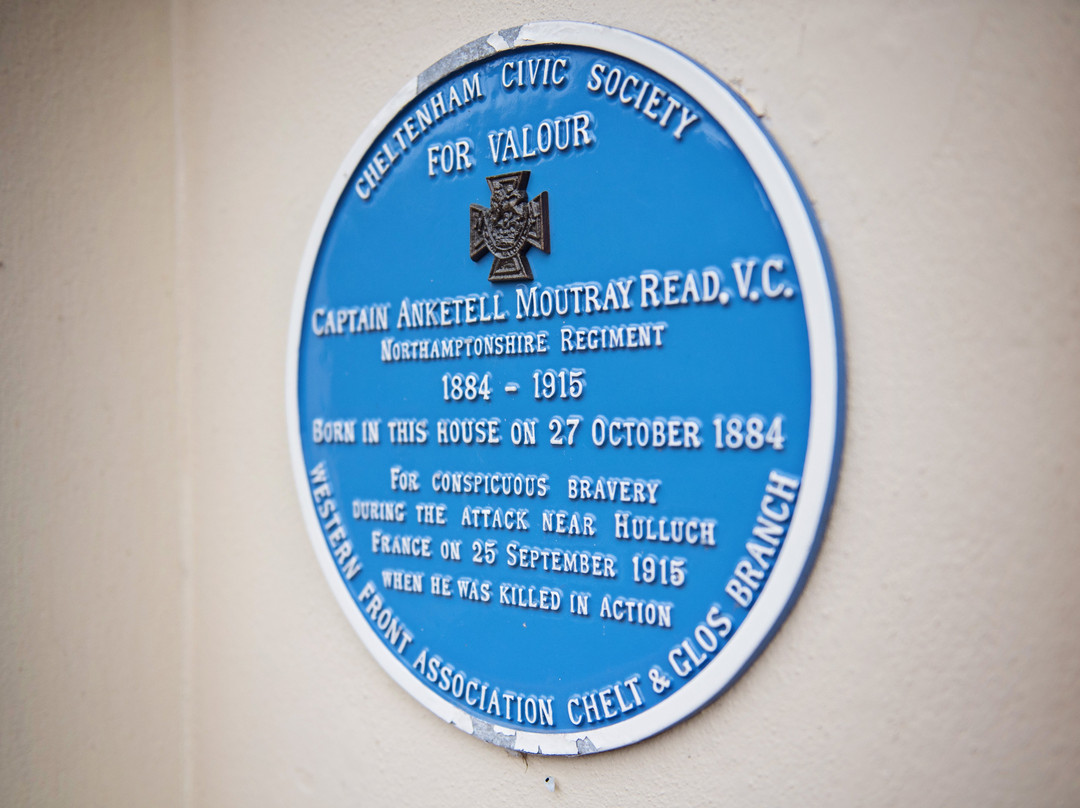 CHELTENHAM CIVIC SOCIETY
FOR VALOUR
CAPTAIN ANKETELL MOUTRAY READ, V.C.
NORTHAMPTONSHIRE REGIMENT
1884 - 1915
BORN IN THIS HOUSE ON 27 OCTOBER 1884
FOR CONSPICUOUS BRAVERY
DURING THE ATTACK NEAR HULLUCH
FRANCE ON 25 SEPTEMBER 1915
WHEN HE WAS KILLED IN ACTION
WESTERN FRONT ASSOCIATION CHELT & GLOS BRANCH